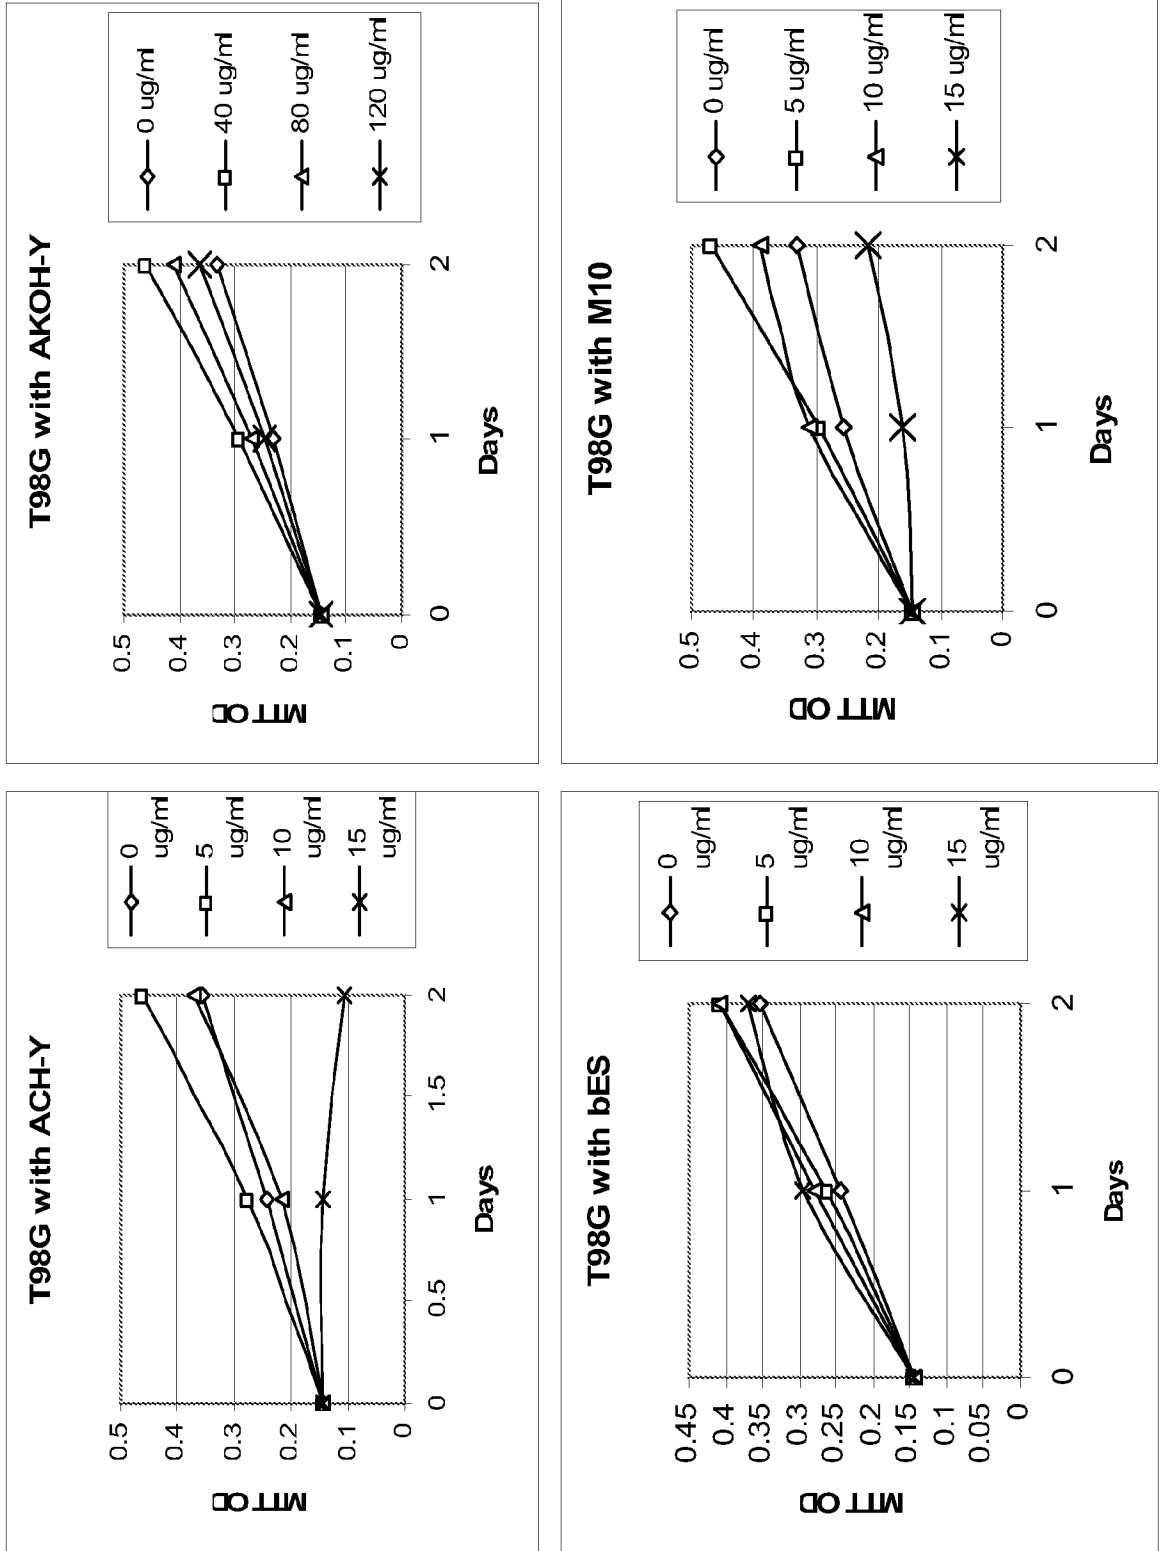 T98G with ACH-Y
MTT OD
0.5
0.4
0.3
0.2
0.1
0
0
0.5
1
1.5
2
Days
0
ug/ml
5
ug/ml
10
ug/ml
15
ug/ml
T98G with AKOH-Y
MTT OD
0.5
0.4
0.3
0.2
0.1
0
0
1
2
Days
0 ug/ml
40 ug/ml
80 ug/ml
120 ug/ml
T98G with bES
MTT OD
0.45
0.4
0.35
0.3
0.25
0.2
0.15
0.1
0.05
0
0
1
2
Days
0
ug/ml
5
ug/ml
10
ug/ml
15
ug/ml
T98G with M10
MTT OD
0.5
0.4
0.3
0.2
0.1
0
0
1
2
Days
0 ug/ml
5 ug/ml
10 ug/ml
15 ug/ml